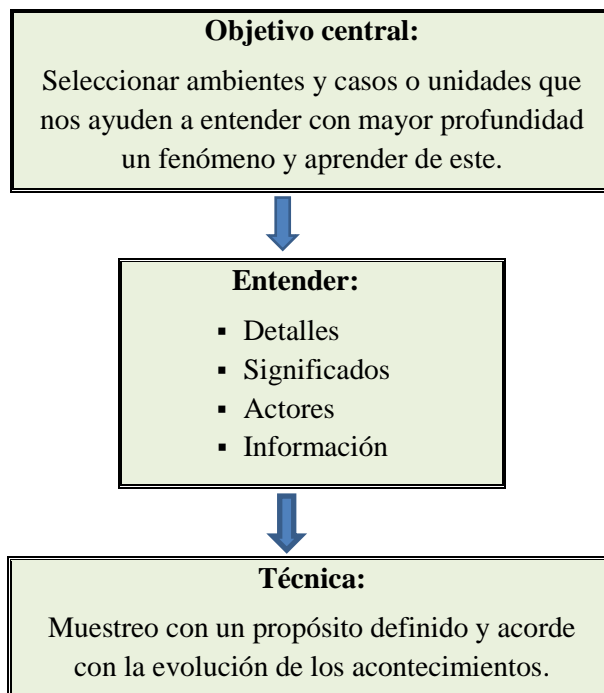 Objetivo central:
Seleccionar ambientes y casos o unidades que
nos ayuden a entender con mayor profundidad
un fenómeno y aprender de este.
Entender:
▪ Detalles
▪ Significados
▪ Actores
▪ Información
Técnica:
Muestreo con un propósito definido y acorde
con la evolución de los acontecimientos.